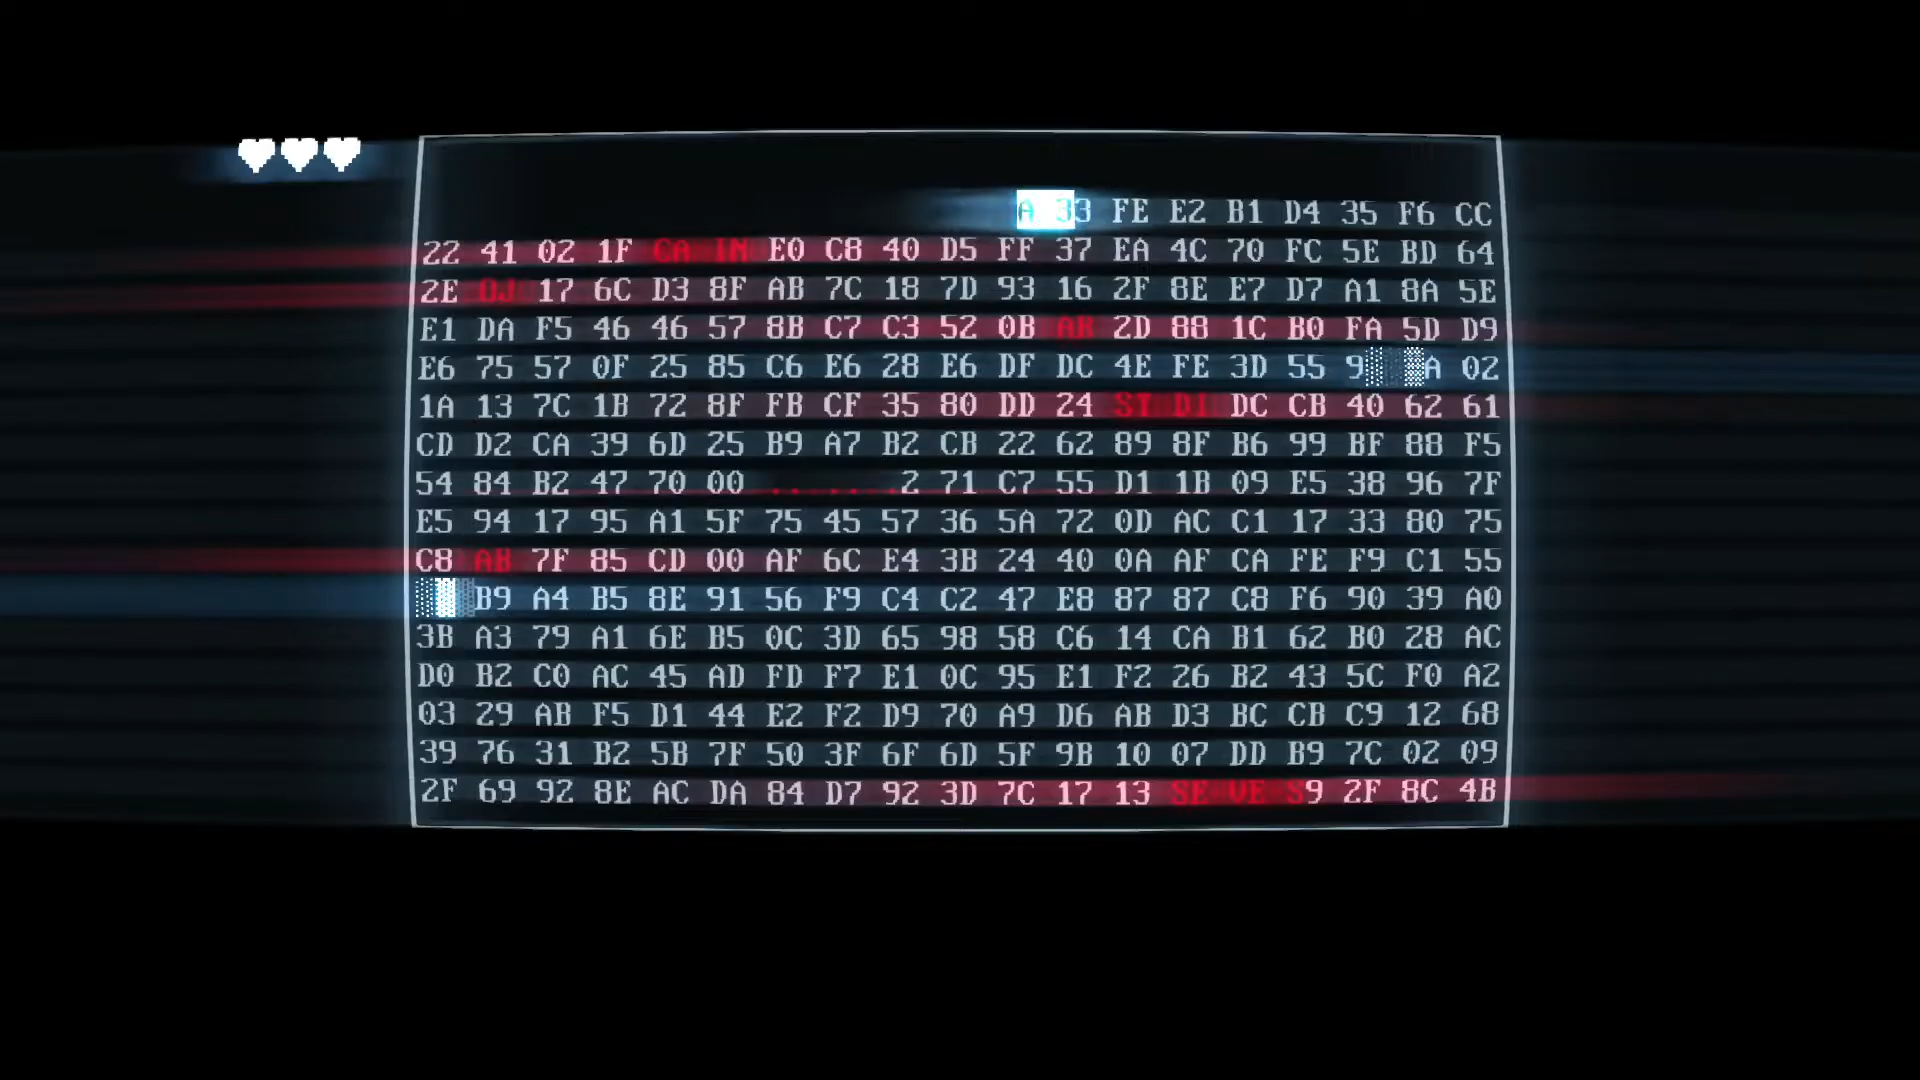 A 33 FE E2 B1 D4 35 F6 CC
22 41 02 1F CA IN E0 C8 40 D5 FF 37 EA 4C 70 FC 5E BD 64
2E OJ 17 6C D3 8F AB 7C 18 7D 93 16 2F 8E E7 D7 A1 8A 5E
E1 DA F5 46 46 57 8B C7 C3 52 0B AB 2D 88 1C B0 FA 5D D9
E6 75 57 0F 25 85 C6 E6 28 E6 DF DC 4E FE 3D 55 9 A 02
1A 13 7C 1B 72 8F FB CF 35 80 DD 24 ST DI DC CB 40 62 61
CD D2 CA 39 6D 25 B9 A7 B2 CB 22 62 89 8F B6 99 BF 88 F5
54 84 B2 47 70 00 .. .. .2 71 C7 55 D1 1B 09 E5 38 96 7F
E5 94 17 95 A1 5F 75 45 57 36 5A 72 0D AC C1 17 33 80 75
C8 AB 7F 85 CD 00 AF 6C E4 3B 24 40 0A AF CA FE F9 C1 55
B9 A4 B5 8E 91 56 F9 C4 C2 47 E8 87 87 C8 F6 90 39 A0
3B A3 79 A1 6E B5 0C 3D 65 98 58 C6 14 CA B1 62 B0 28 AC
D0 B2 C0 AC 45 AD FD F7 E1 0C 95 E1 F2 26 B2 43 5C F0 A2
03 29 AB F5 D1 44 E2 F2 D9 70 A9 D6 AB D3 BC CB C9 12 68
39 76 31 B2 5B 7F 50 3F 6F 6D 5F 9B 10 07 DD B9 7C 02 09
2F 69 92 8E AC DA 84 D7 92 3D 7C 17 13 SE VE S9 2F 8C 4B